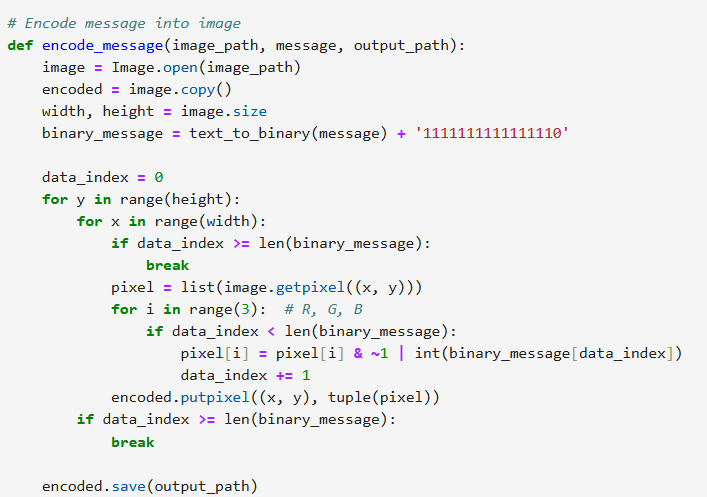 # Encode message into image
def encode_message(image_path, message, output_path):
    image = Image.open(image_path)
    encoded = image.copy()
    width, height = image.size
    binary_message = text_to_binary(message) + '1111111111111110'

    data_index = 0
    for y in range(height):
        for x in range(width):
            if data_index >= len(binary_message):
                break
            pixel = list(image.getpixel((x, y)))
            for i in range(3):  # R, G, B
                if data_index < len(binary_message):
                    pixel[i] = pixel[i] & ~1 | int(binary_message[data_index])
                    data_index += 1
            encoded.putpixel((x, y), tuple(pixel))
        if data_index >= len(binary_message):
            break

    encoded.save(output_path)